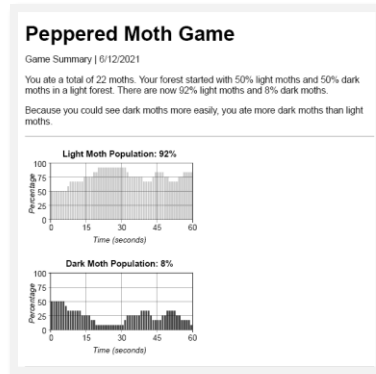 Peppered Moth Game
Game Summary | 6/12/2021
You ate a total of 22 moths. Your forest started with 50% light moths and 50% dark
moths in a light forest. There are now 92% light moths and 8% dark moths.
Because you could see dark moths more easily, you ate more dark moths than light
moths.
Light Moth Population: 92%
Percentage
100
75
50
25
0
0 15 30 45 60
Time (seconds)
Dark Moth Population: 8%
Percentage
100
75
50
25
0
0 15 30 45 60
Time (seconds)